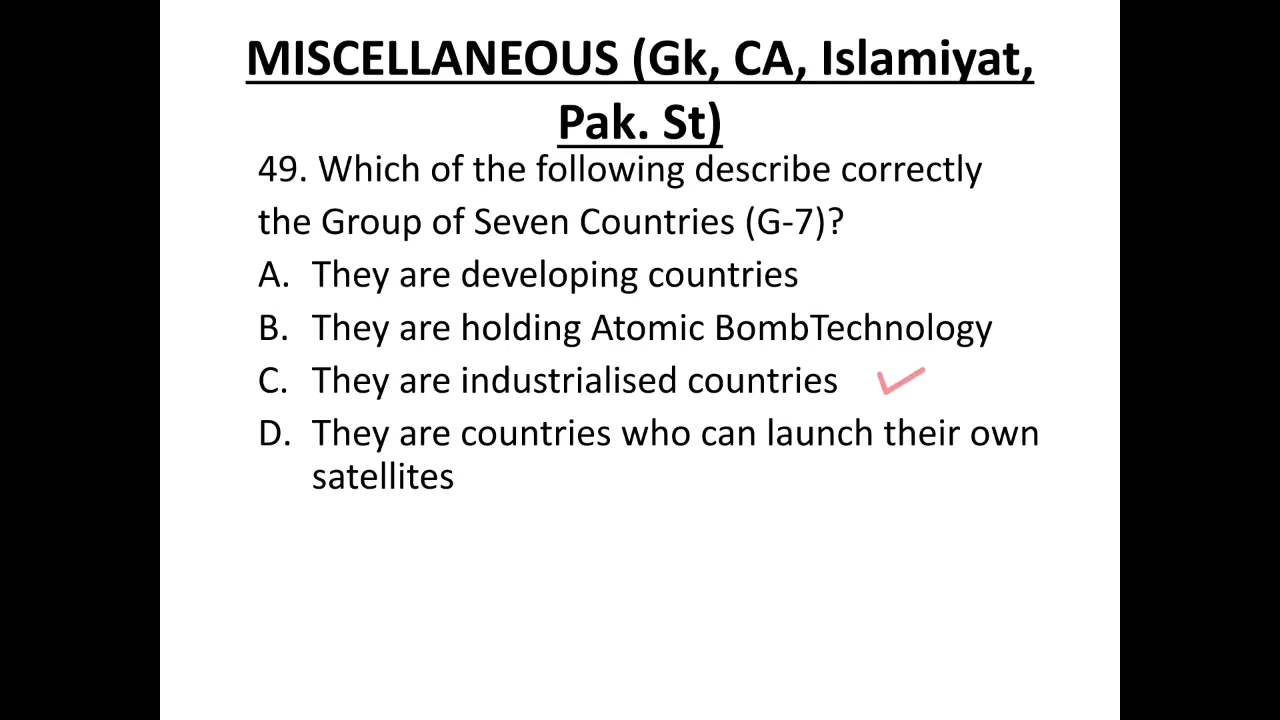 MISCELLANEOUS (Gk, CA, Islamiyat,
Pak. St)
49. Which of the following describe correctly
the Group of Seven Countries (G-7)?
A. They are developing countries
B. They are holding Atomic BombTechnology
C. They are industrialised countries
D. They are countries who can launch their own
satellites